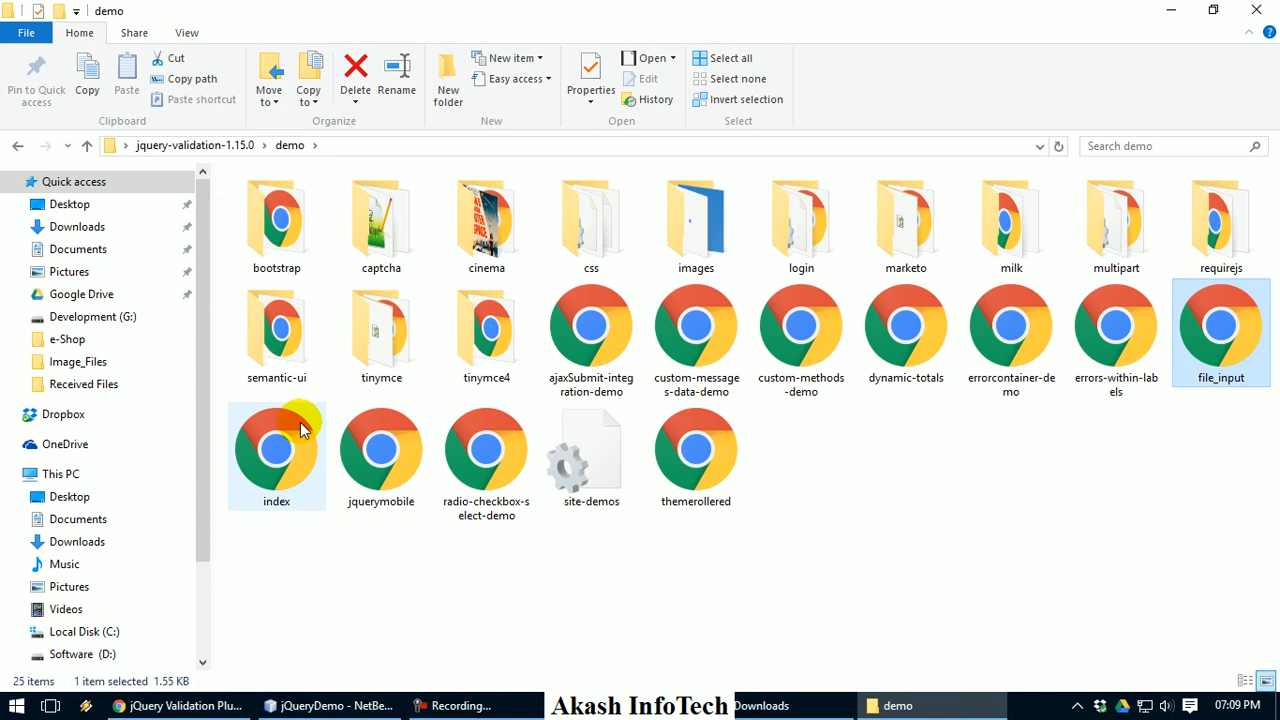 demo
File
Home
Share
View
Pin to Quick access
Copy
Paste
Cut
Copy path
Paste shortcut
Clipboard
Move to
Copy to
Delete
Rename
Organize
New folder
New item
Easy access
New
Properties
Open
Edit
History
Open
Select all
Select none
Invert selection
Select
jquery-validation-1.15.0 demo
Search demo
Quick access
Desktop
Downloads
Documents
Pictures
Google Drive
Development (G:)
e-Shop
Image_Files
Received Files
Dropbox
OneDrive
This PC
Desktop
Documents
Downloads
Music
Pictures
Videos
Local Disk (C:)
Software (D:)
bootstrap
captcha
cinema
css
images
login
marketo
milk
multipart
requirejs
semantic-ui
tinymce
tinymce4
ajaxSubmit-integ
ration-demo
custom-message
s-data-demo
custom-methods
-demo
dynamic-totals
errorcontainer-de
mo
errors-within-lab
els
file_input
index
jquerymobile
radio-checkbox-s
elect-demo
site-demos
themerollered
25 items 1 item selected 1.55 KB
jQuery Validation Plu...
jQueryDemo - NetBe...
Recording...
Akash InfoTech
Downloads
demo
07:09 PM